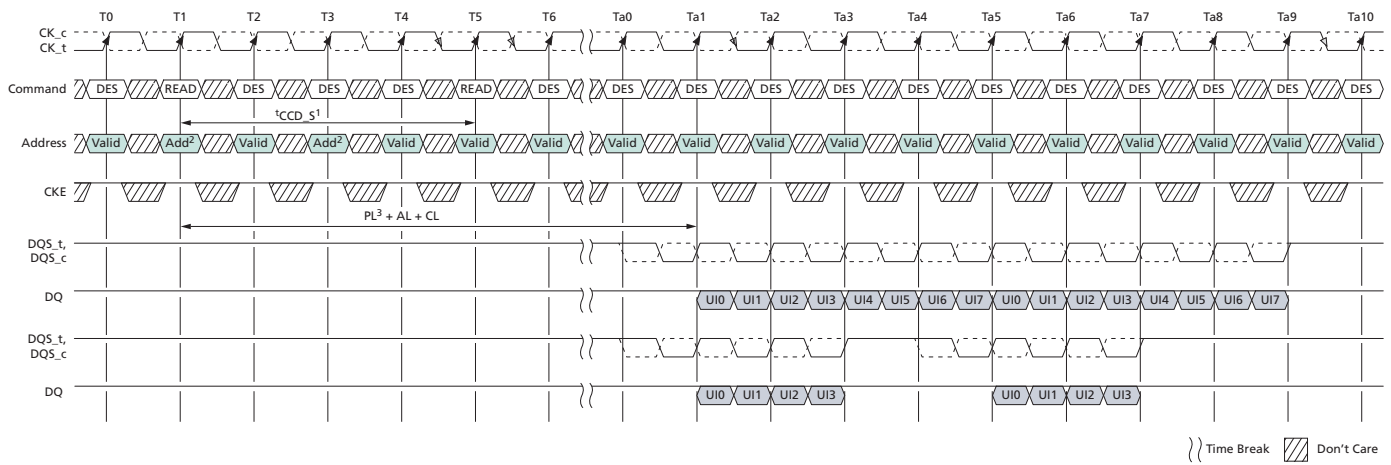 T0 T1 T2 T3 T4 T5 T6 Ta0 Ta1 Ta2 Ta3 Ta4 Ta5 Ta6 Ta7 Ta8 Ta9 Ta10
CK_c
CK_t
Command DES READ DES DES DES READ DES DES DES DES DES DES DES DES DES DES DES DES
tCCD_S1
Address Valid Add2 Valid Add2 Valid Valid Valid Valid Valid Valid Valid Valid Valid Valid Valid Valid Valid Valid
CKE
PL3 + AL + CL
DQS_t,
DQS_c
DQ UI0 UI1 UI2 UI3 UI4 UI5 UI6 UI7 UI0 UI1 UI2 UI3 UI4 UI5 UI6 UI7
DQS_t,
DQS_c
DQ UI0 UI1 UI2 UI3 UI0 UI1 UI2 UI3
Time Break Don't Care